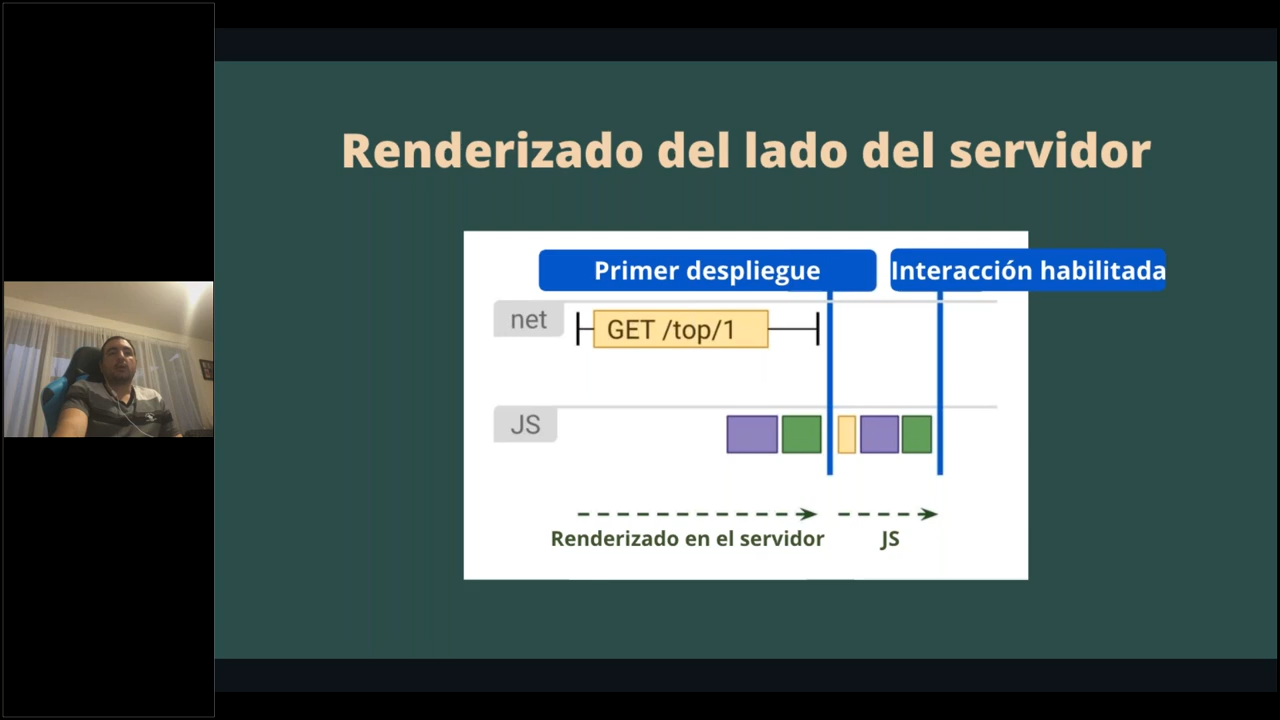 Renderizado del lado del servidor
Primer despliegue
Interacción habilitada
net
GET /top/1
JS
Renderizado en el servidor
JS